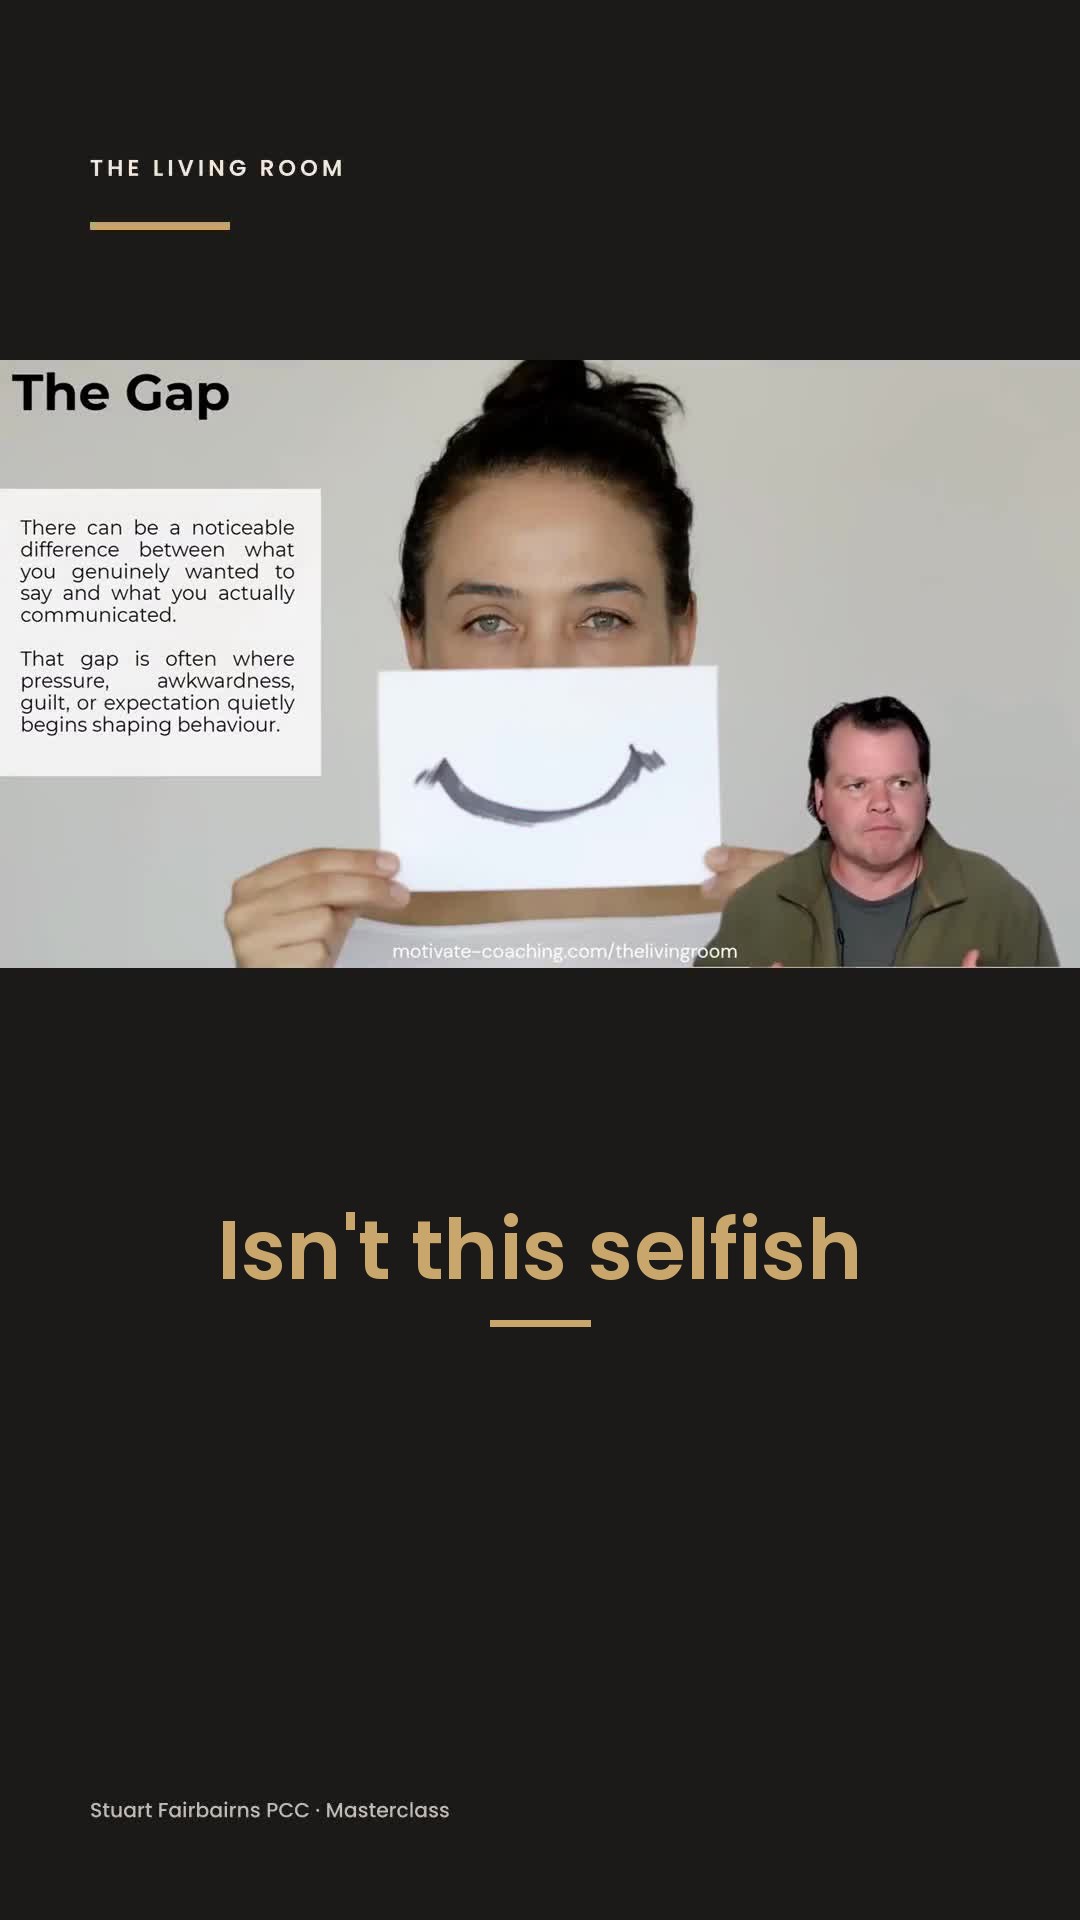 THE LIVING ROOM
The Gap
There can be a noticeable
difference between what
you genuinely wanted to
say and what you actually
communicated.
That gap is often where
pressure, awkwardness,
guilt, or expectation quietly
begins shaping behaviour.
motivate-coaching.com/thelivingroom
Isn't this selfish
Stuart Fairbairns PCC · Masterclass